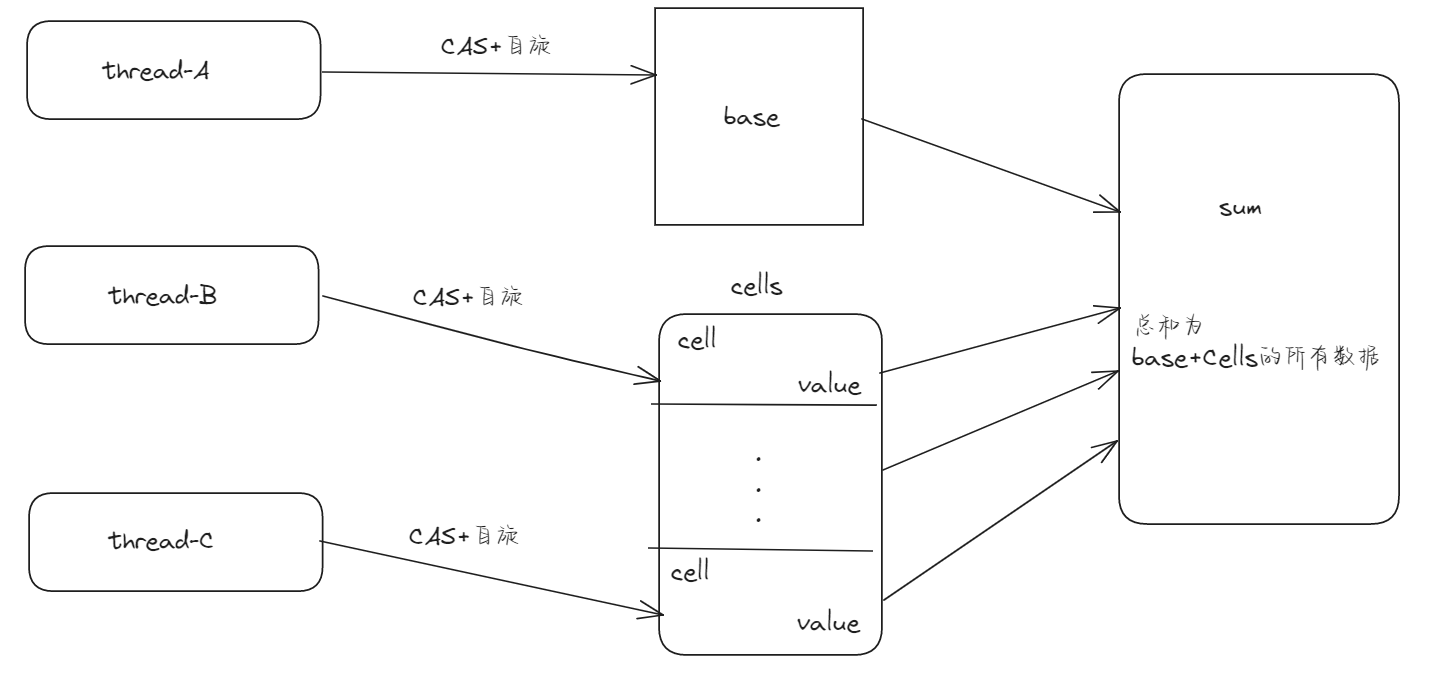 thread-A
CAS+自旋
base
sum
thread-B
CAS+自旋
cells
cell
value
总和为
base+Cells的所有数据
thread-C
CAS+自旋
cell
value